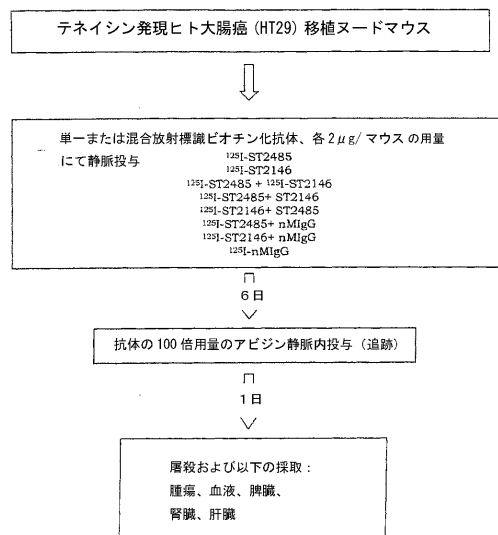 テネイシン発現ヒト大腸癌 (HT29) 移植ヌードマウス
単一または混合放射標識ビオチン化抗体、各2μg/マウスの用量
にて静脈投与
¹²⁵I-ST2485
¹²⁵I-ST2146
¹²⁵I-ST2485 + ¹²⁵I-ST2146
¹²⁵I-ST2485+ ST2146
¹²⁵I-ST2146+ ST2485
¹²⁵I-ST2485+ nMIgG
¹²⁵I-ST2146+ nMIgG
¹²⁵I-nMIgG
6日
抗体の100倍用量のアビジン静脈内投与（追跡）
1日
屠殺および以下の採取：
腫瘍、血液、脾臓、
腎臓、肝臓